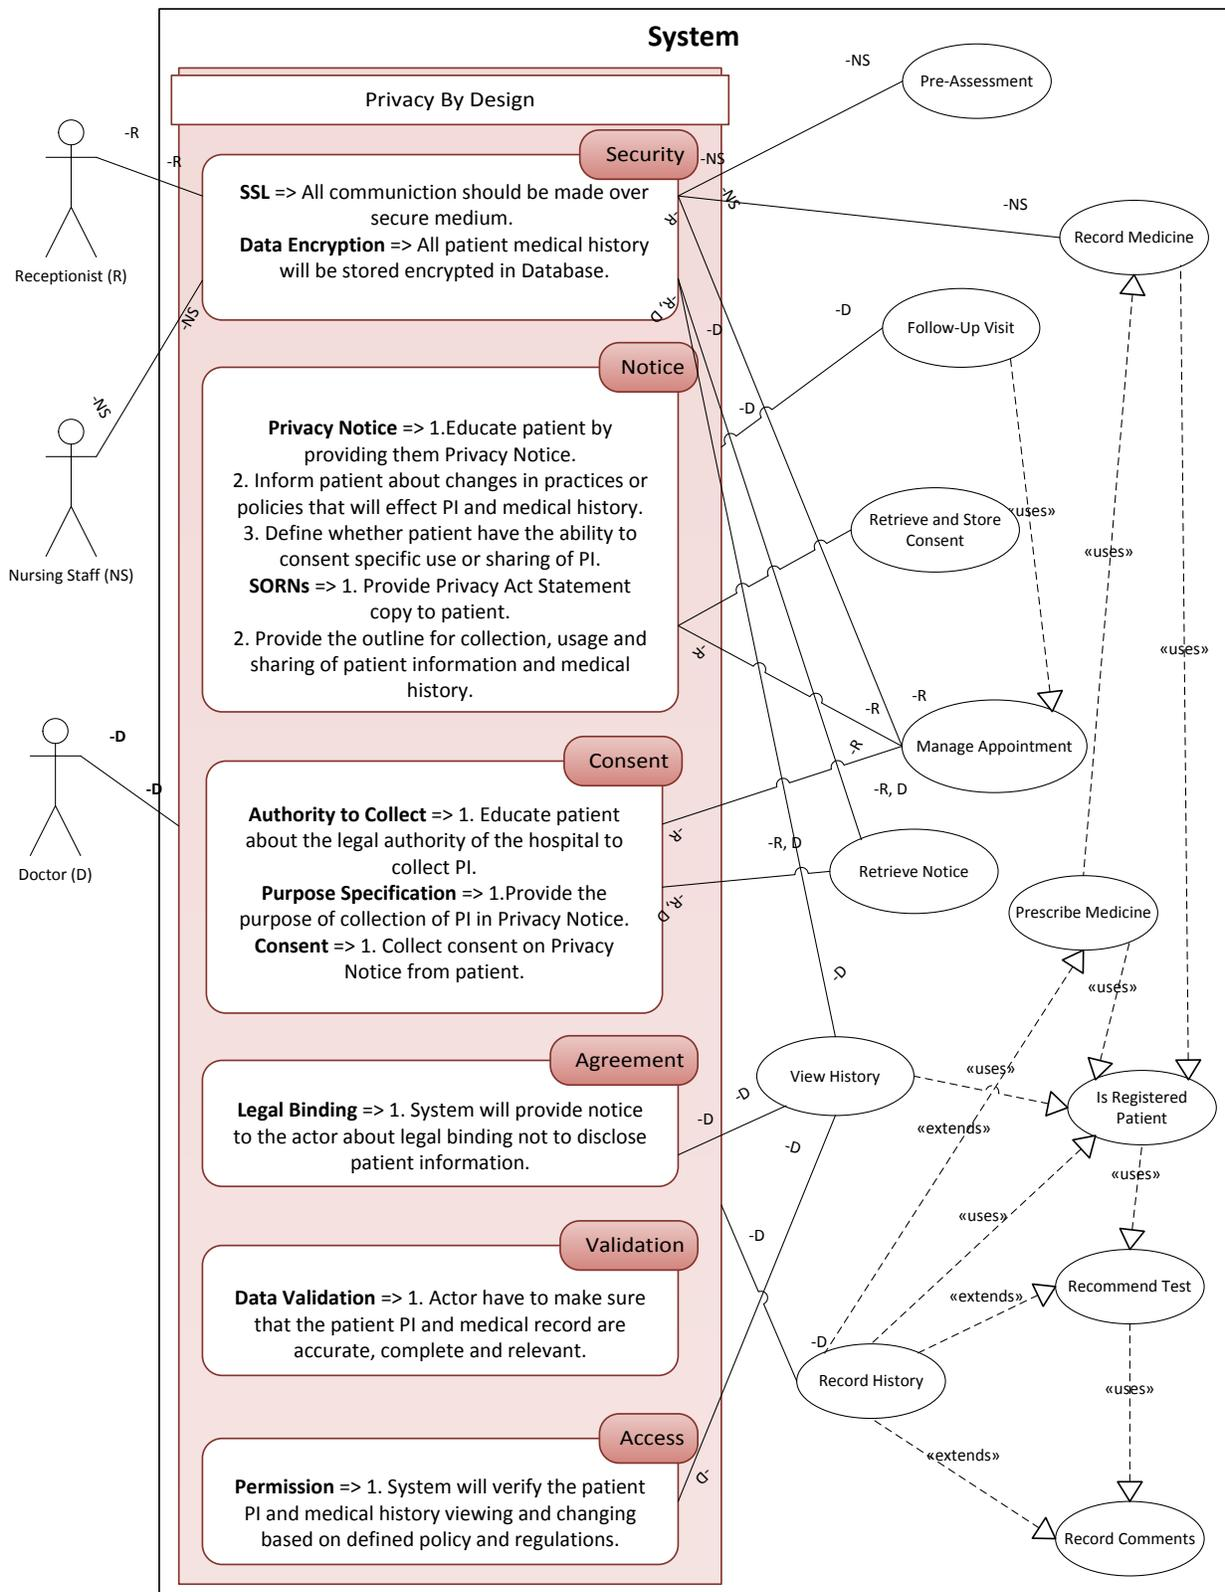 System
Privacy By Design
Security
SSL => All communiction should be made over
secure medium.
Data Encryption => All patient medical history
will be stored encrypted in Database.
Notice
Privacy Notice => 1.Educate patient by
providing them Privacy Notice.
2. Inform patient about changes in practices or
policies that will effect PI and medical history.
3. Define whether patient have the ability to
consent specific use or sharing of PI.
SORNs => 1. Provide Privacy Act Statement
copy to patient.
2. Provide the outline for collection, usage and
sharing of patient information and medical
history.
Consent
Authority to Collect => 1. Educate patient
about the legal authority of the hospital to
collect PI.
Purpose Specification => 1.Provide the
purpose of collection of PI in Privacy Notice.
Consent => 1. Collect consent on Privacy
Notice from patient.
Agreement
Legal Binding => 1. System will provide notice
to the actor about legal binding not to disclose
patient information.
Validation
Data Validation => 1. Actor have to make sure
that the patient PI and medical record are
accurate, complete and relevant.
Access
Permission => 1. System will verify the patient
PI and medical history viewing and changing
based on defined policy and regulations.
-R
-R
Receptionist (R)
-NS
-NS
Nursing Staff (NS)
-D
-D
Doctor (D)
-NS
Pre-Assessment
-NS
-NS
-NS
Record Medicine
-R
-R, D
-D
-D
Follow-Up Visit
-D
Retrieve and Store
Consent
«uses»
«uses»
«uses»
-R
-R
-R
-R
Manage Appointment
-R
-R, D
-R, D
-R, D
Retrieve Notice
Prescribe Medicine
-D
«uses»
View History
«uses»
Is Registered
Patient
-D
-D
-D
«extends»
«uses»
«uses»
-D
Recommend Test
«extends»
-D
Record History
«uses»
«extends»
-D
Record Comments